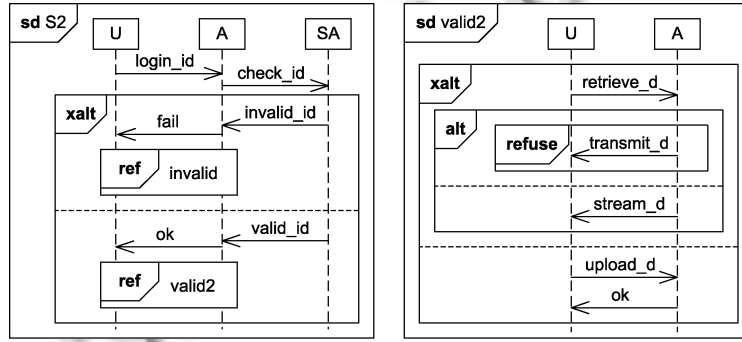 sd S2
U A SA
login_id
check_id
xalt
invalid_id
fail
ref invalid
valid_id
ok
ref valid2
sd valid2
U A
xalt
retrieve_d
alt
refuse transmit_d
stream_d
upload_d
ok